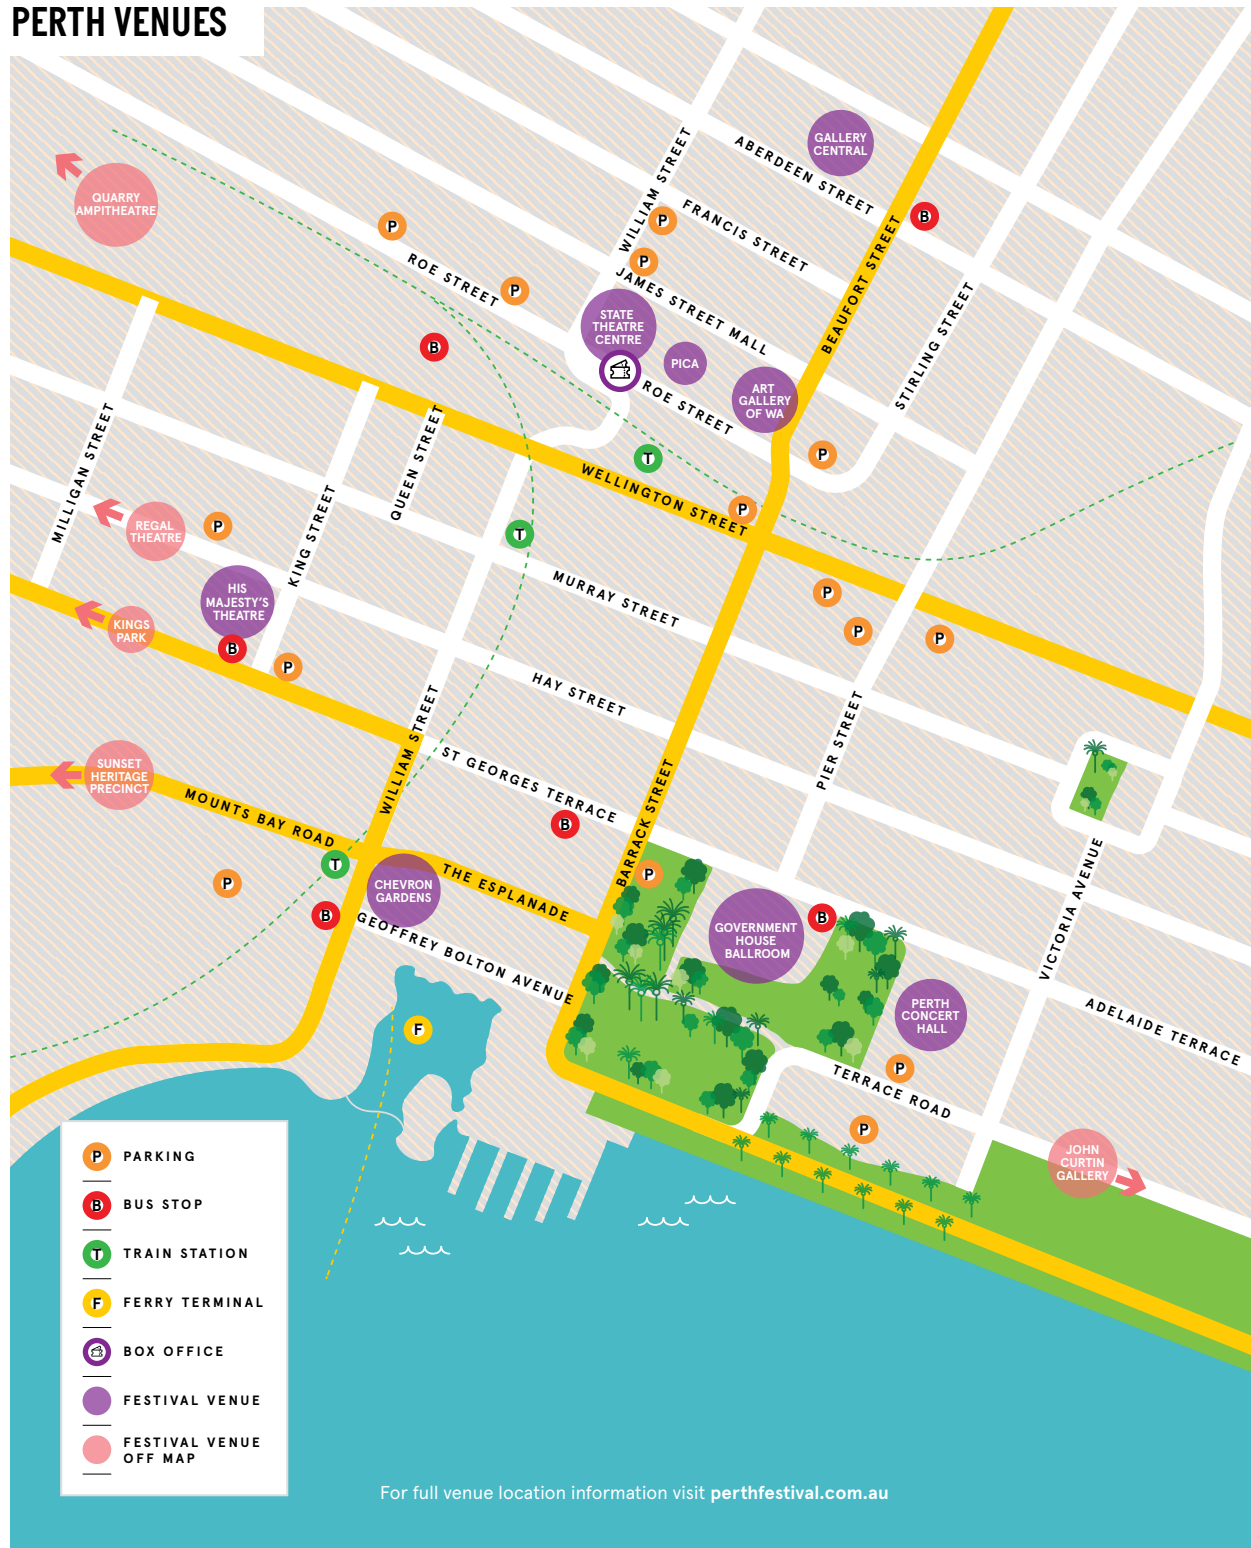 PERTH VENUES
GALLERY
CENTRAL
ABERDEEN STREET
WILLIAM STREET
QUARRY
AMPITHEATRE
P
P
B
FRANCIS STREET
BEAUFORT STREET
ROE STREET
P
P
JAMES STREET MALL
STATE
THEATRE
CENTRE
STIRLING STREET
B
PICA
ART
GALLERY
OF WA
ROE STREET
MILLIGAN STREET
QUEEN STREET
T
P
WELLINGTON STREET
P
KING STREET
REGAL
THEATRE
P
T
HIS
MAJESTY'S
THEATRE
MURRAY STREET
P
P
P
KINGS
PARK
B
P
HAY STREET
WILLIAM STREET
PIER STREET
ST GEORGES TERRACE
SUNSET
HERITAGE
PRECINCT
MOUNTS BAY ROAD
BARRACK STREET
B
T
P
VICTORIA AVENUE
CHEVRON
GARDENS
THE ESPLANADE
P
B
GEOFFREY BOLTON AVENUE
GOVERNMENT
HOUSE
BALLROOM
B
PERTH
CONCERT
HALL
ADELAIDE TERRACE
F
P
TERRACE ROAD
P
JOHN
CURTIN
GALLERY
P PARKING
B BUS STOP
T TRAIN STATION
F FERRY TERMINAL
BOX OFFICE
FESTIVAL VENUE
FESTIVAL VENUE
OFF MAP
For full venue location information visit perthfestival.com.au